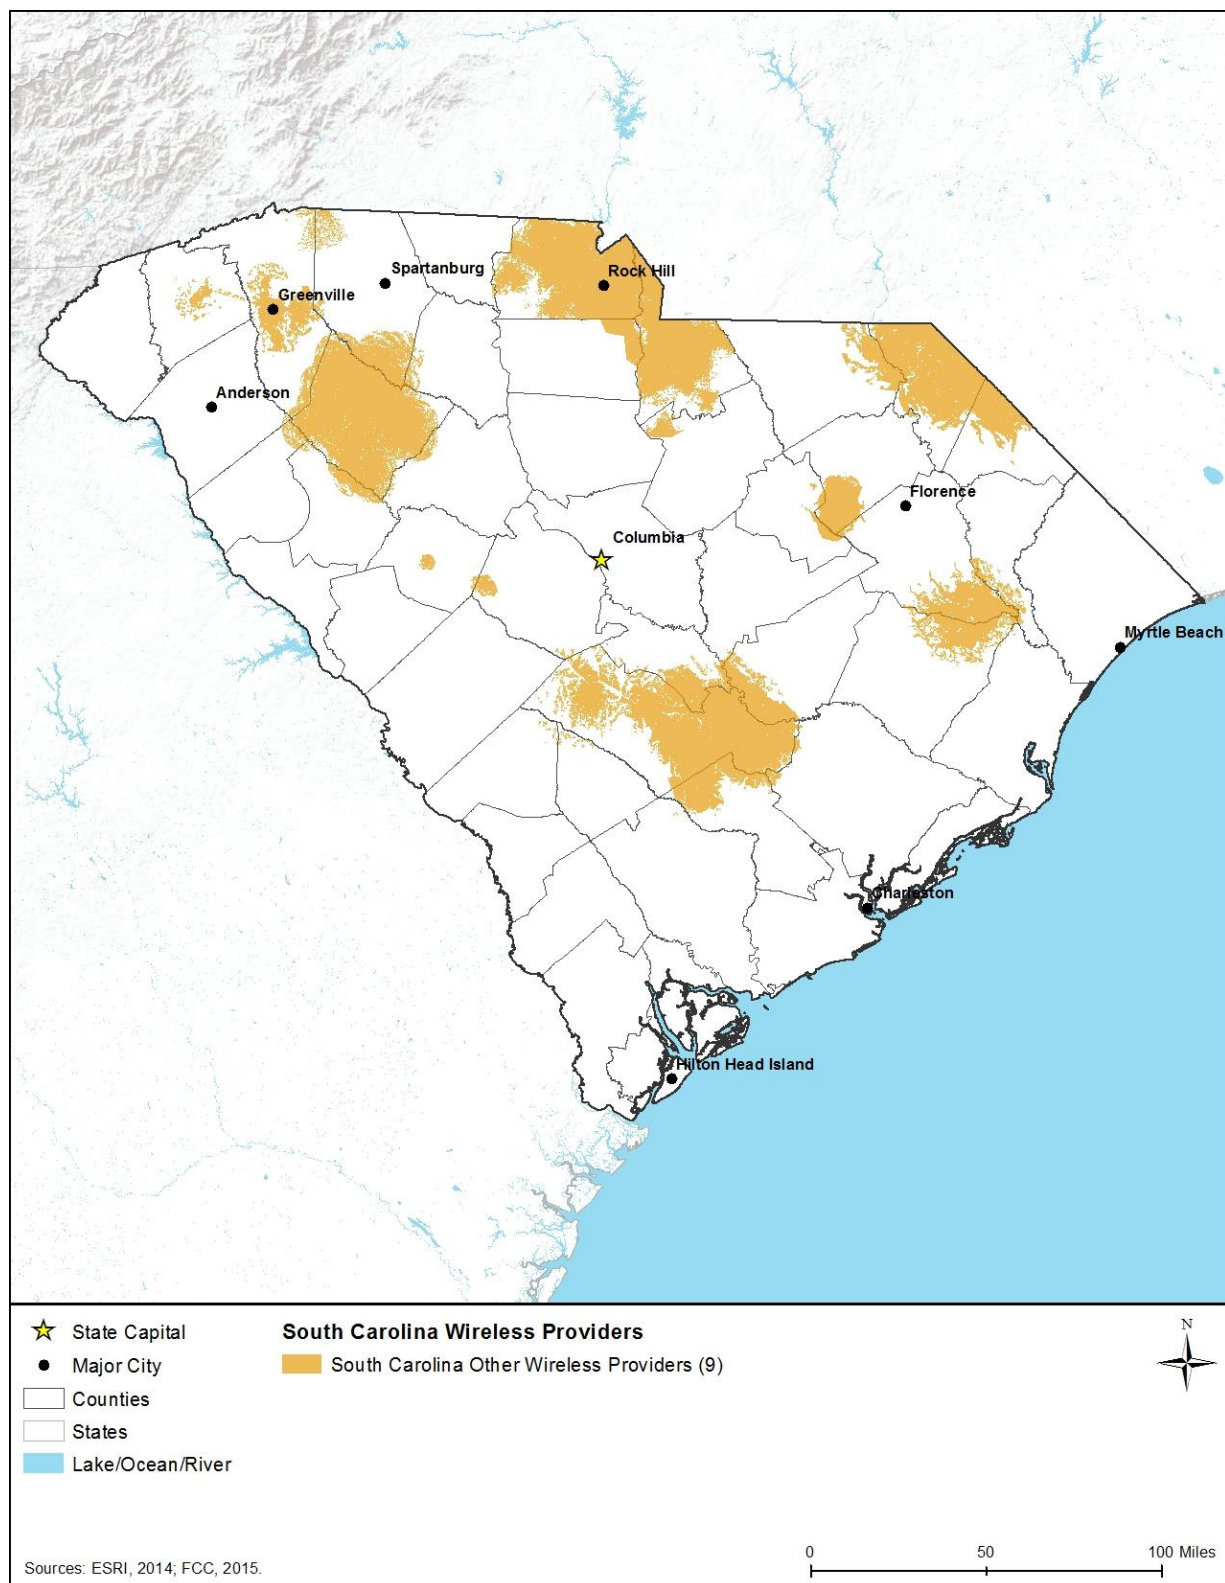 Spartanburg
Rock Hill
Greenville
Anderson
Florence
Columbia
Myrtle Beach
Charleston
Hilton Head Island
State Capital
Major City
Counties
States
Lake/Ocean/River
South Carolina Wireless Providers
South Carolina Other Wireless Providers (9)
N
Sources: ESRI, 2014; FCC, 2015.
0 50 100 Miles